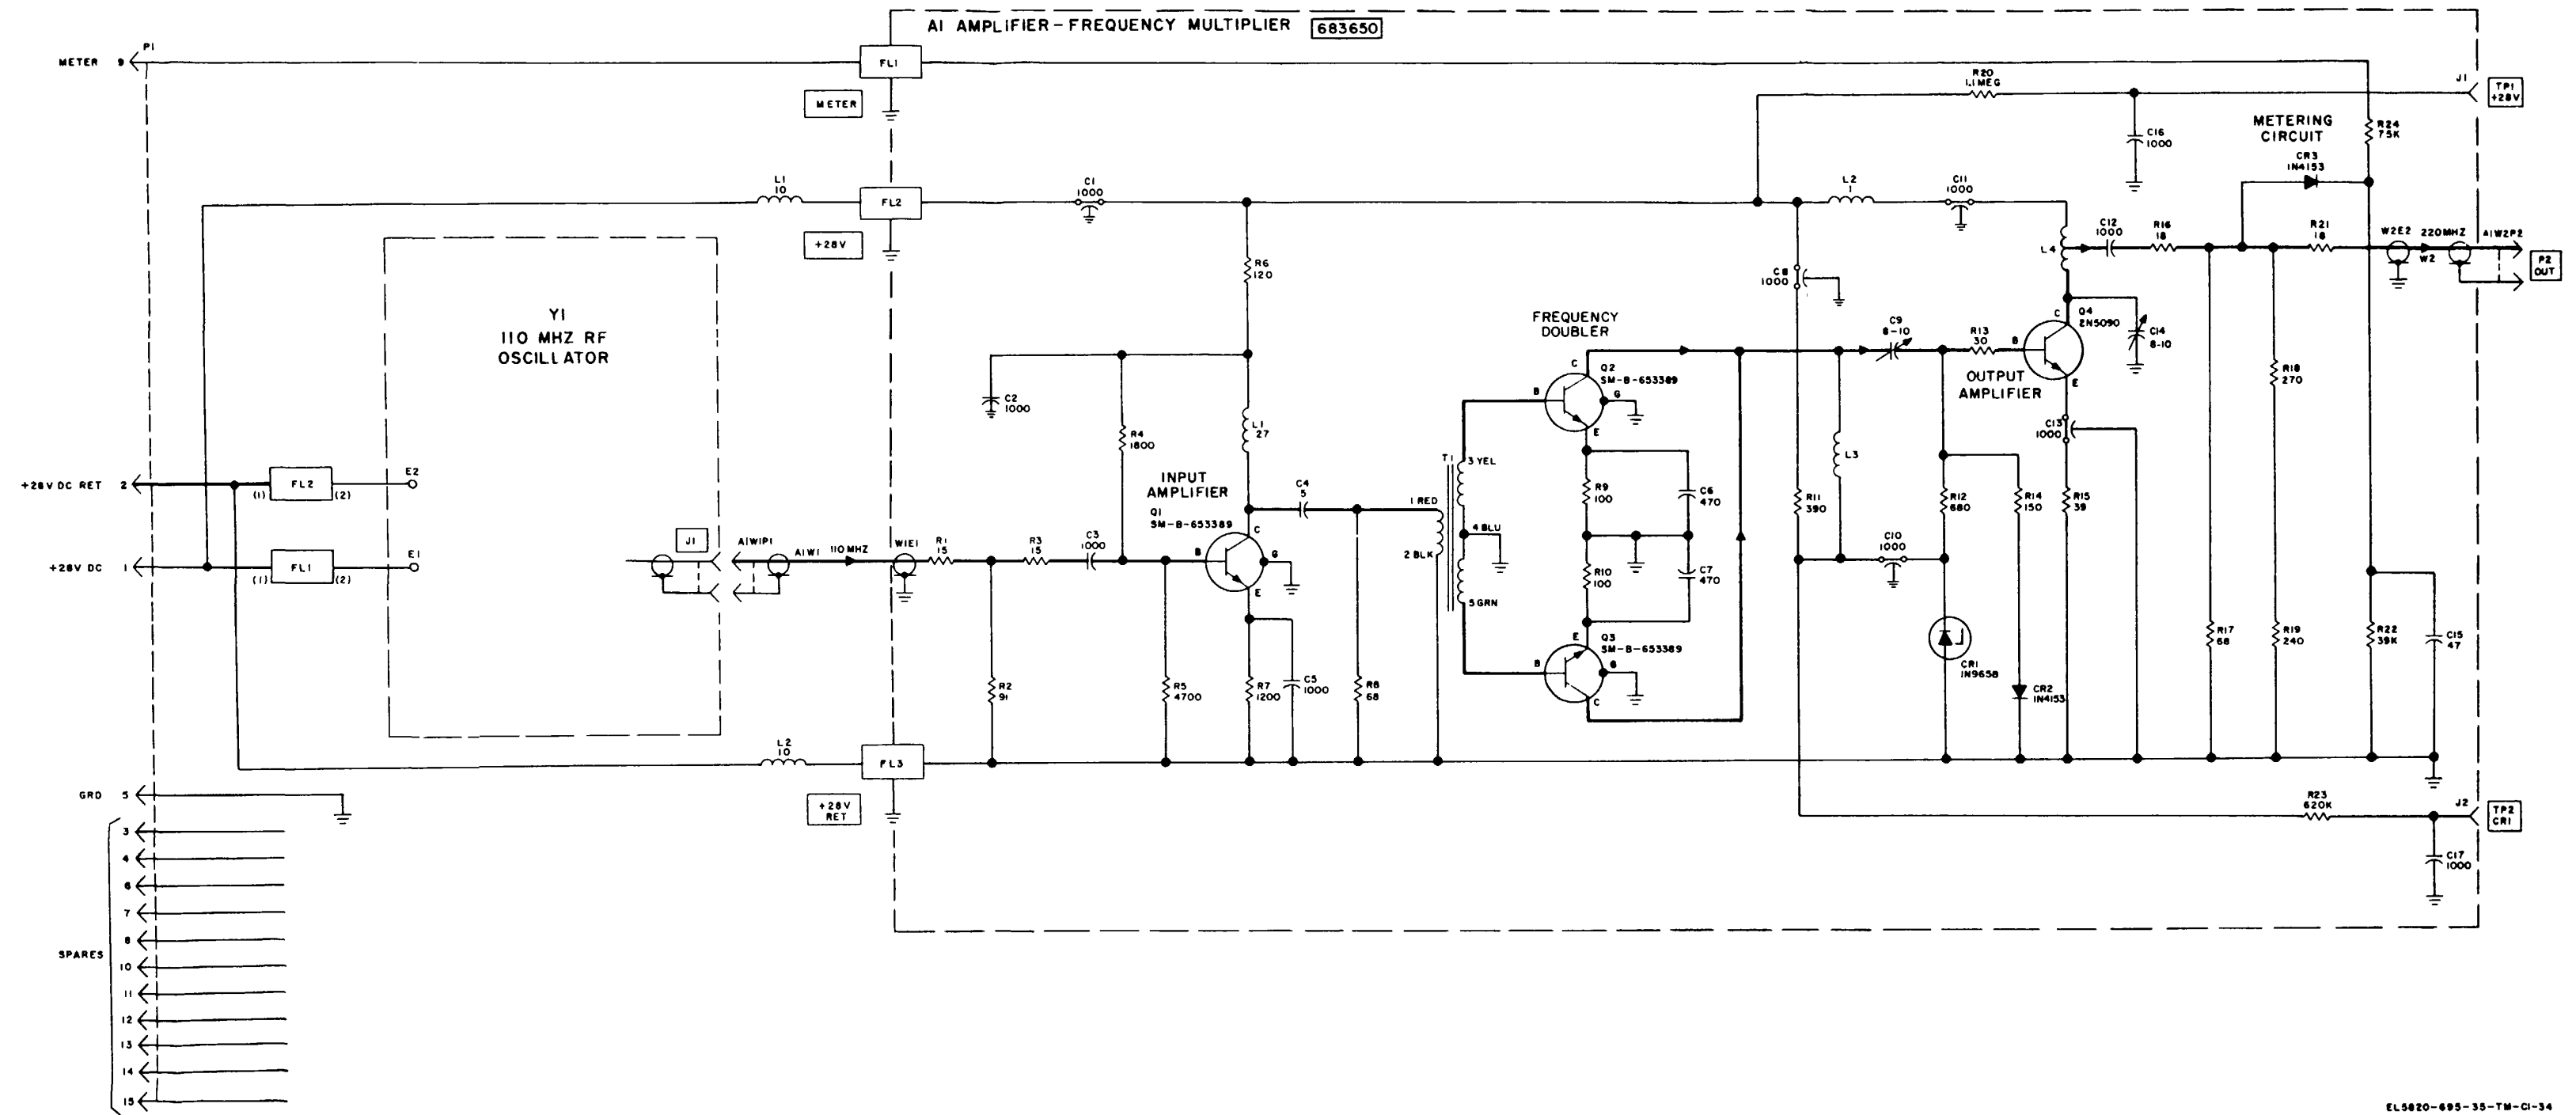 A1 AMPLIFIER-FREQUENCY MULTIPLIER 683650
P1
METER 9
FL1
METER
R20
1.1MEG
J1
TP1
+28V
C16
1000
METERING
CIRCUIT
R24
75K
CR3
1N4153
L1
10
FL2
+28V
C1
1000
L2
1
C11
1000
L4
C12
1000
R16
18
R21
18
W2E2
220MHZ
W2
A1W2P2
P2
OUT
R6
120
C8
1000
Y1
110 MHZ RF
OSCILLATOR
FREQUENCY
DOUBLER
C9
8-10
R13
30
C
Q4
2N5090
B
E
C14
8-10
OUTPUT
AMPLIFIER
C2
1000
R4
1800
L1
27
C
Q2
SM-B-653389
B
G
E
R18
270
C13
1000
L3
+28V DC RET 2
(1) FL2 (2)
E2
INPUT
AMPLIFIER
Q1
SM-B-653389
C4
5
T1
3 YEL
1 RED
4 BLU
2 BLK
5 GRN
R9
100
C6
470
R10
100
C7
470
R11
390
R12
680
R14
150
R15
39
C10
1000
+28V DC 1
(1) FL1 (2)
E1
J1
A1W1P1
A1W1
110 MHZ
W1E1
R1
15
R3
15
C3
1000
B
C
G
E
R2
91
R5
4700
R7
1200
C5
1000
R8
68
E
Q3
SM-B-653389
B
G
C
CR1
1N965B
CR2
1N4153
R17
68
R19
240
R22
39K
C15
47
L2
10
FL3
+28V
RET
GRD 5
R23
620K
J2
TP2
CR1
C17
1000
SPARES
3
4
6
7
8
10
11
12
13
14
15
EL5820-695-35-TM-C1-34